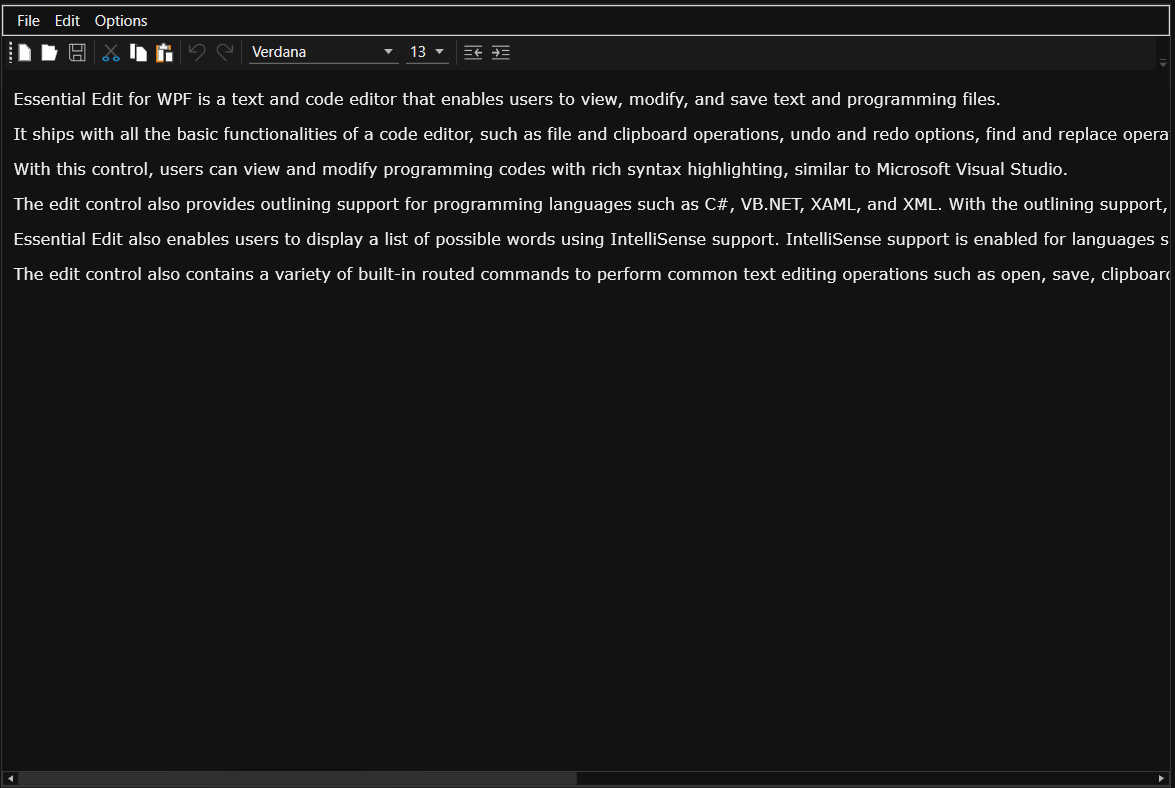 File Edit Options
Verdana 13
Essential Edit for WPF is a text and code editor that enables users to view, modify, and save text and programming files.
It ships with all the basic functionalities of a code editor, such as file and clipboard operations, undo and redo options, find and replace opera
With this control, users can view and modify programming codes with rich syntax highlighting, similar to Microsoft Visual Studio.
The edit control also provides outlining support for programming languages such as C#, VB.NET, XAML, and XML. With the outlining support,
Essential Edit also enables users to display a list of possible words using IntelliSense support. IntelliSense support is enabled for languages s
The edit control also contains a variety of built-in routed commands to perform common text editing operations such as open, save, clipboard